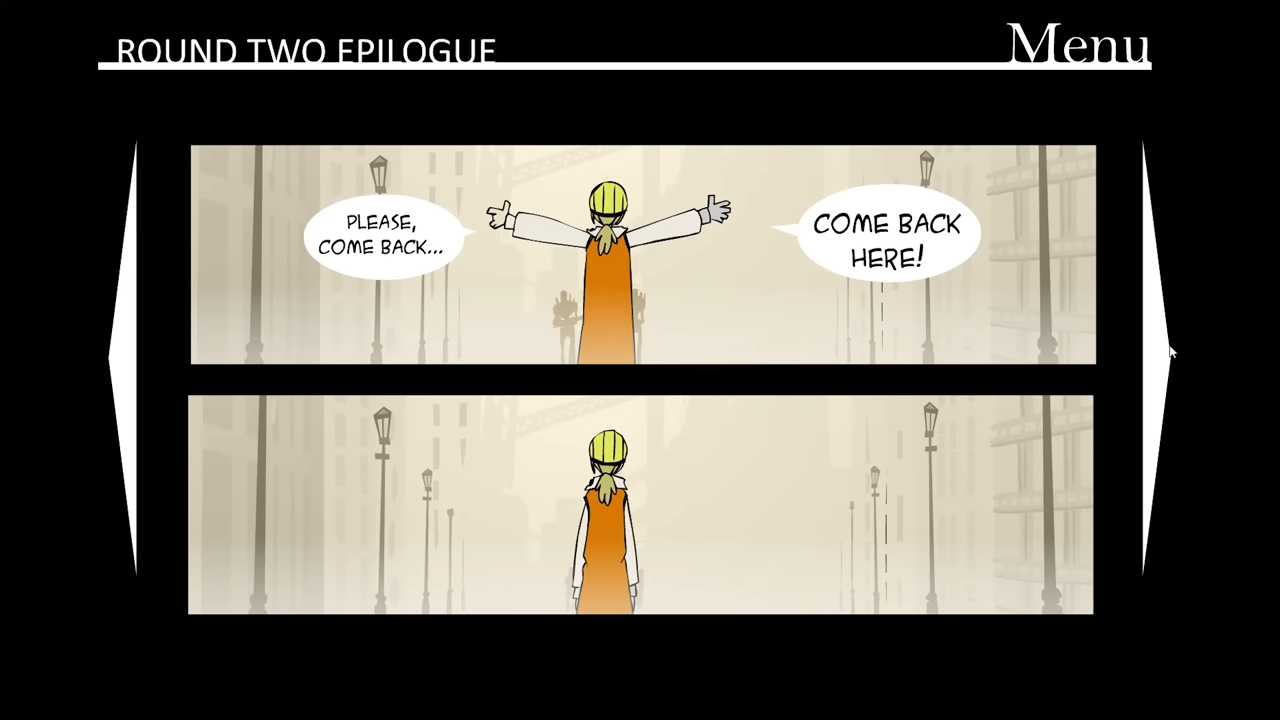 ROUND TWO EPILOGUE
Menu
PLEASE,
COME BACK...
COME BACK
HERE!